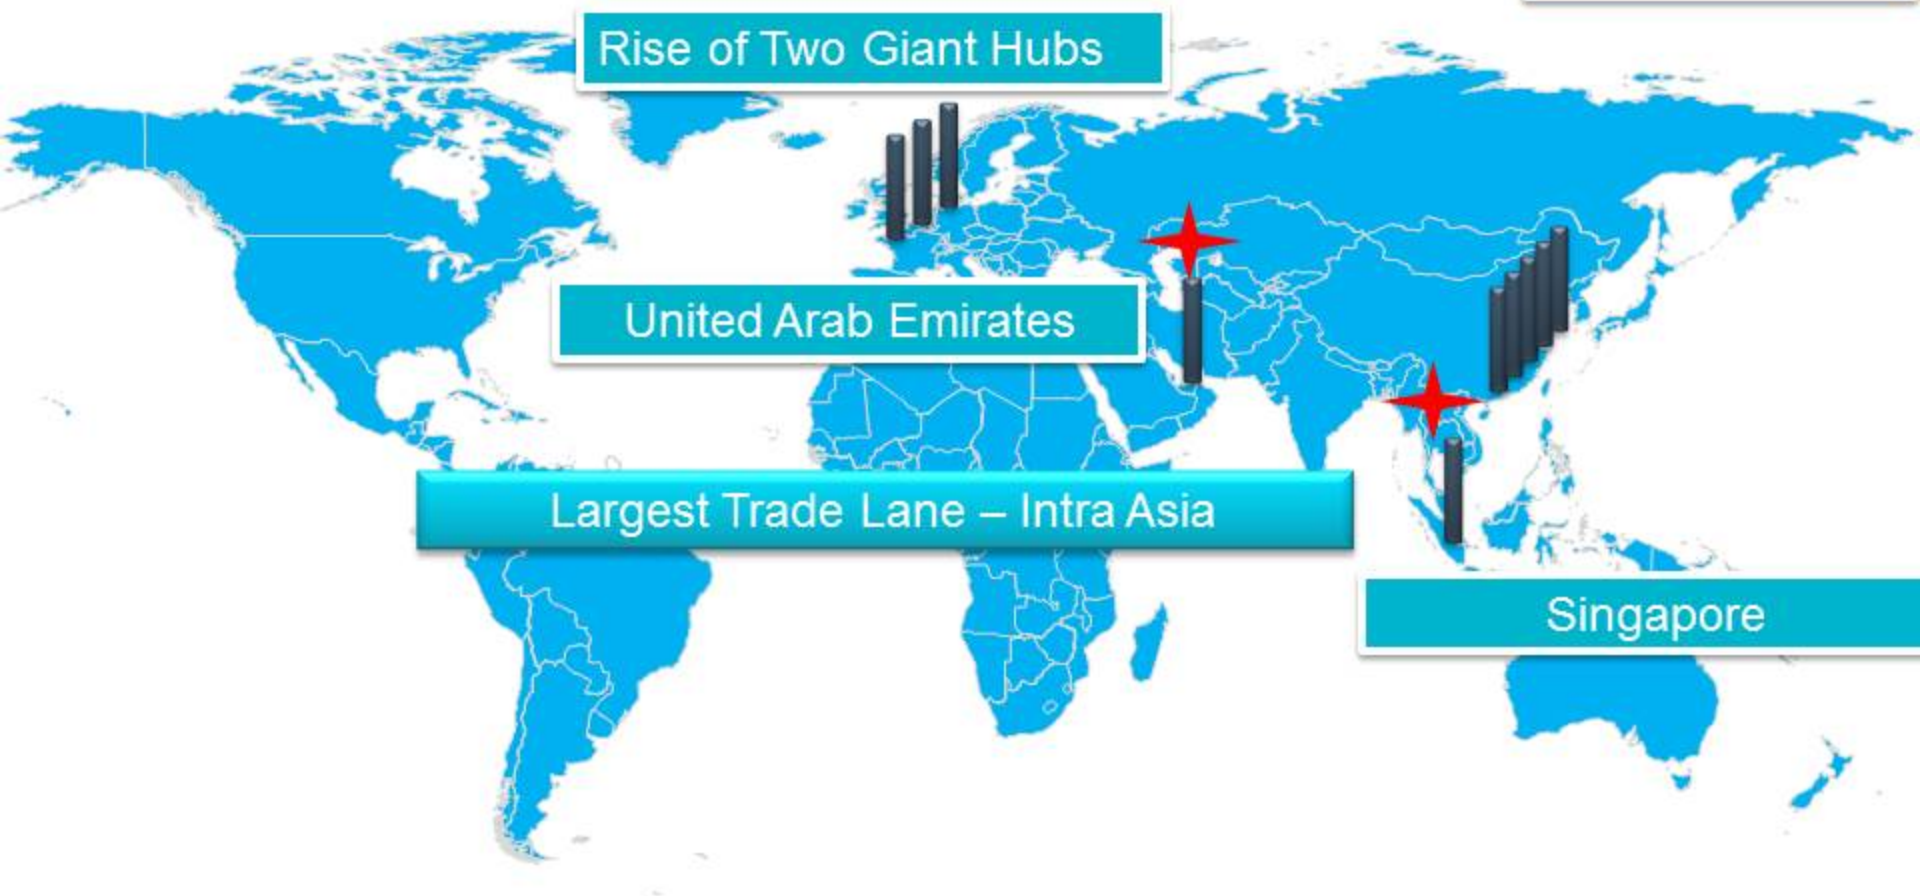 Rise of Two Giant Hubs
United Arab Emirates
Largest Trade Lane – Intra Asia
Singapore